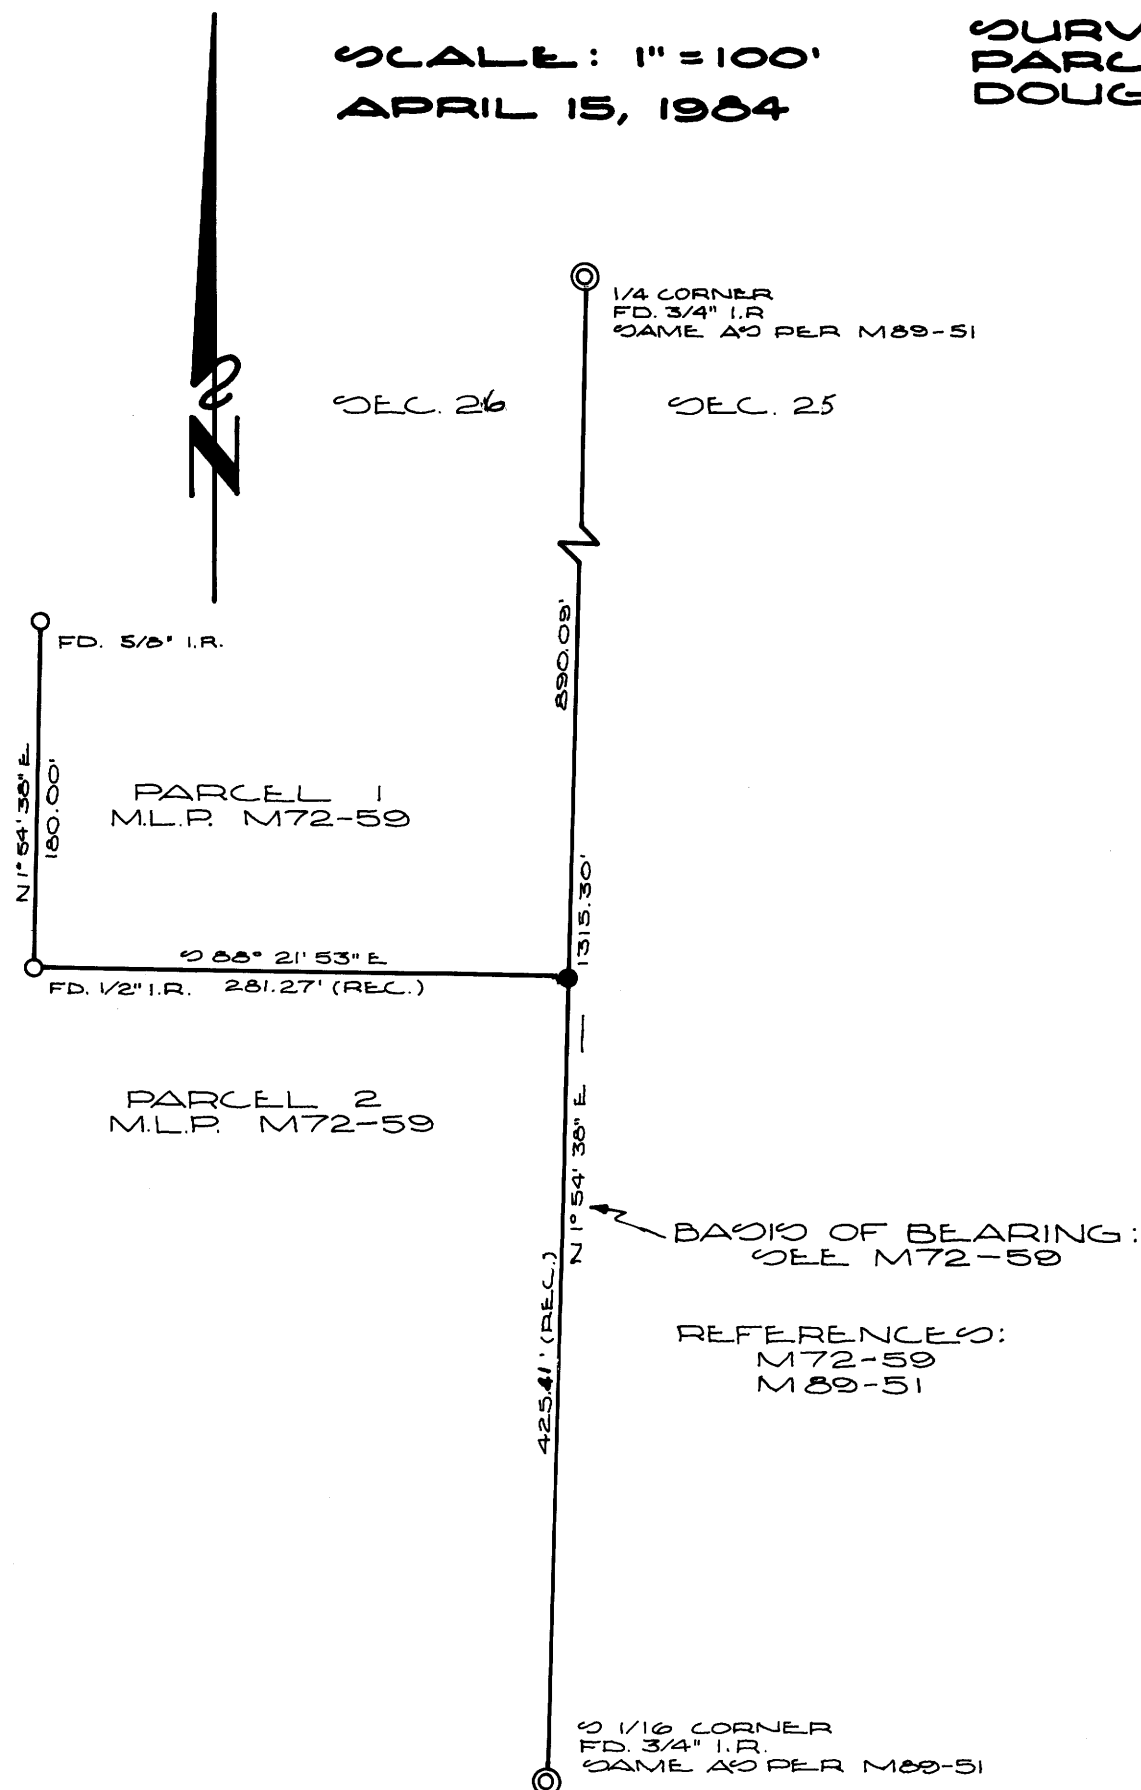 SCALE: 1" = 100'
APRIL 15, 1984
SURV
PARC
DOUG
1/4 CORNER
FD. 3/4" I.R
SAME AS PER M89-51
SEC. 26
SEC. 25
N
FD. 5/8" I.R.
890.09'
N 1° 54' 38" E
180.00'
PARCEL 1
M.L.P. M72-59
1315.30'
S 88° 21' 53" E
FD. 1/2" I.R.
281.27' (REC.)
PARCEL 2
M.L.P. M72-59
N 1° 54' 38" E
BASIS OF BEARING:
SEE M72-59
425.41' (REC.)
REFERENCES:
M72-59
M89-51
S 1/16 CORNER
FD. 3/4" I.R.
SAME AS PER M89-51